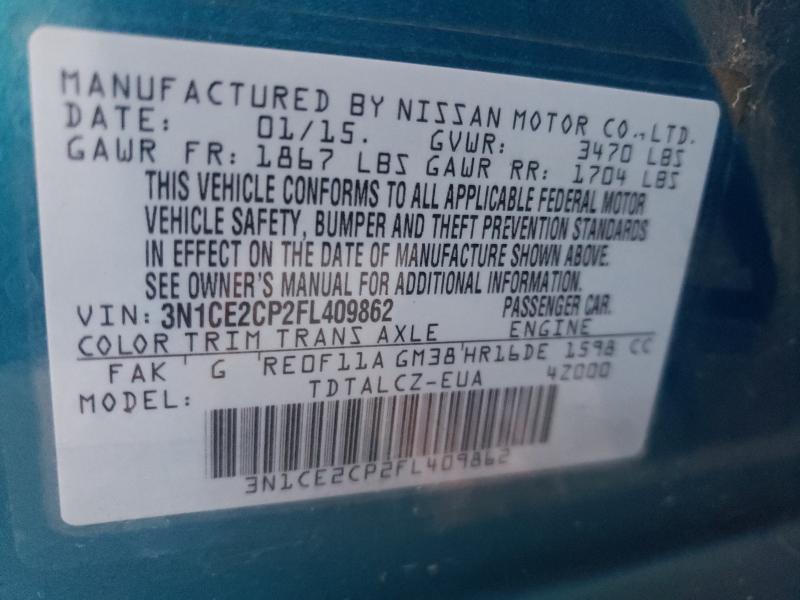 MANUFACTURED BY NISSAN MOTOR CO.,LTD.
DATE: 01/15. GVWR: 3470 LBS
GAWR FR: 1867 LBS GAWR RR: 1704 LBS
THIS VEHICLE CONFORMS TO ALL APPLICABLE FEDERAL MOTOR
VEHICLE SAFETY, BUMPER AND THEFT PREVENTION STANDARDS
IN EFFECT ON THE DATE OF MANUFACTURE SHOWN ABOVE.
SEE OWNER'S MANUAL FOR ADDITIONAL INFORMATION.
VIN: 3N1CE2CP2FL409862 PASSENGER CAR.
COLOR TRIM TRANS AXLE ENGINE
FAK G RE0F11A GM38 HR16DE 1598 CC
MODEL: TDTALCZ-EUA 4Z000
3N1CE2CP2FL409862